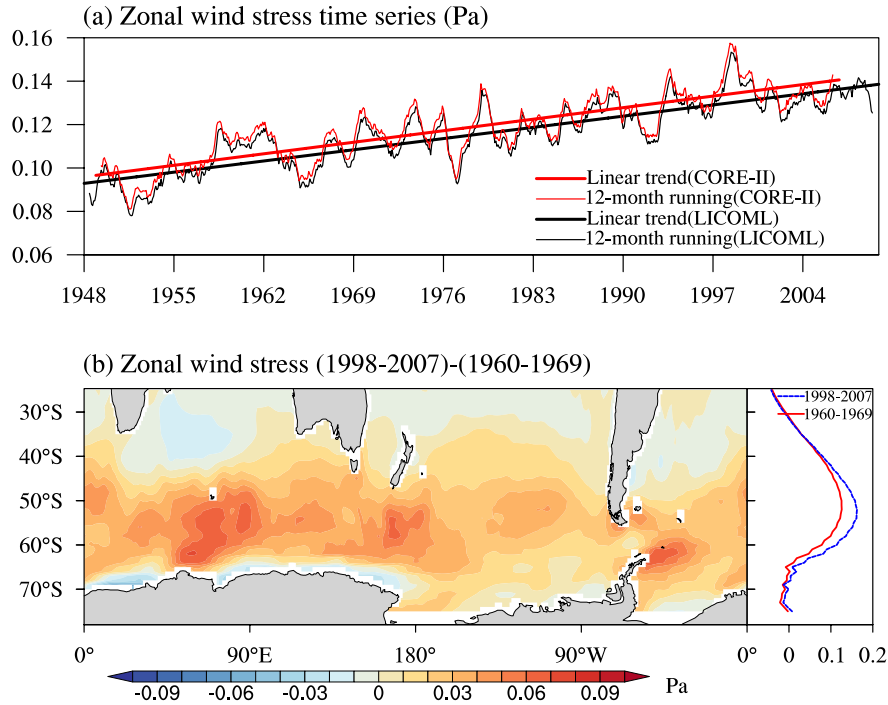 (a) Zonal wind stress time series (Pa)
0.16
0.14
0.12
0.10
0.08
0.06
Linear trend(CORE-II)
12-month running(CORE-II)
Linear trend(LICOML)
12-month running(LICOML)
1948 1955 1962 1969 1976 1983 1990 1997 2004
(b) Zonal wind stress (1998-2007)-(1960-1969)
30°S
40°S
50°S
60°S
70°S
1998-2007
1960-1969
0° 90°E 180° 90°W 0° 0 0.1 0.2
-0.09 -0.06 -0.03 0 0.03 0.06 0.09 Pa